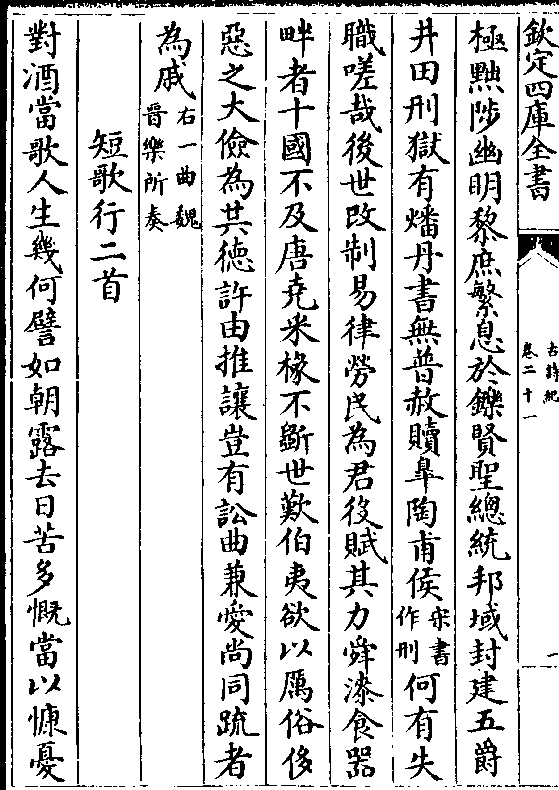 欽定四庫全書
古詩紀
卷二十一
極黜陟幽明黎庶繁息於鑠賢聖總統邦域封建五爵
井田刑獄有燔丹書無普赦贖臯陶甫侯宋書作刑何有失
職嗟哉後世改制易律勞民為君役賦其力舜漆食器
畔者十國不及唐堯采椽不斵世歎伯夷欲以厲俗侈
惡之大儉為共德許由推讓豈有訟曲兼愛尚同疏者
為戚右一曲魏晉樂所奏
短歌行二首
對酒當歌人生幾何譬如朝露去日苦多慨當以慷憂